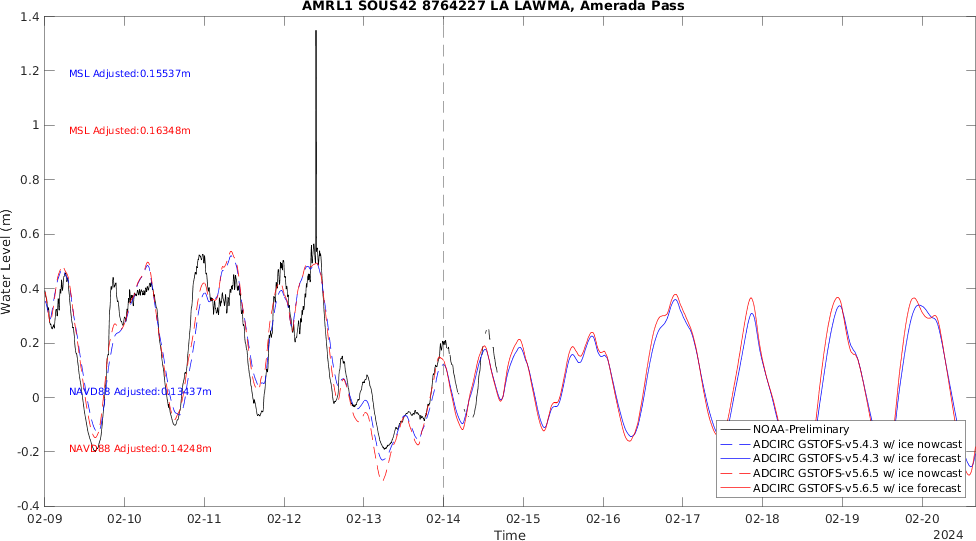 AMRL1 SOUS42 8764227 LA LAWMA, Amerada Pass
1.4
1.2
1
0.8
0.6
0.4
0.2
0
-0.2
-0.4
Water Level (m)
MSL Adjusted:0.15537m
MSL Adjusted:0.16348m
NAVD88 Adjusted:0.13437m
NAVD88 Adjusted:0.14248m
NOAA-Preliminary
ADCIRC GSTOFS-v5.4.3 w/ ice nowcast
ADCIRC GSTOFS-v5.4.3 w/ ice forecast
ADCIRC GSTOFS-v5.6.5 w/ ice nowcast
ADCIRC GSTOFS-v5.6.5 w/ ice forecast
02-09 02-10 02-11 02-12 02-13 02-14 02-15 02-16 02-17 02-18 02-19 02-20
2024
Time